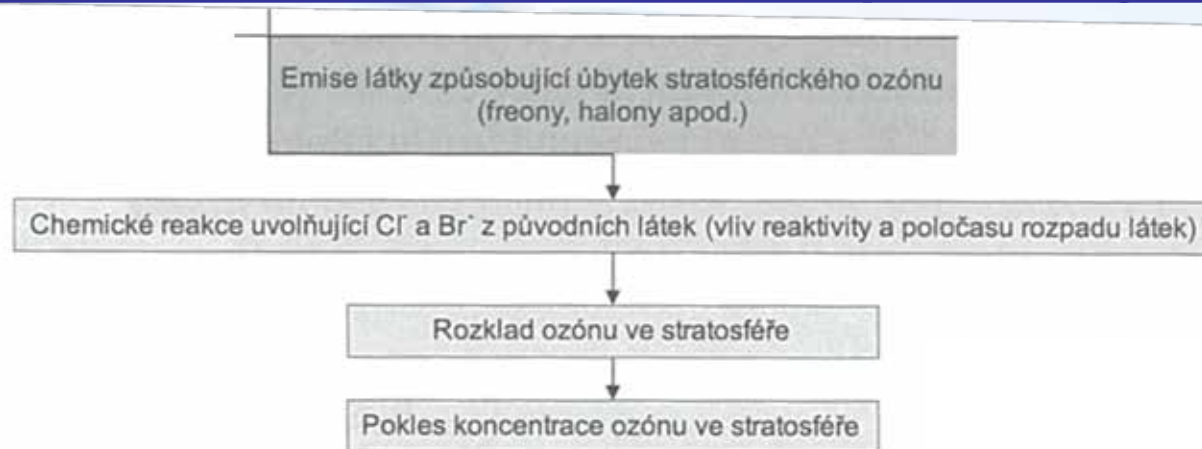 Emise látky způsobující úbytek stratosférického ozónu
(freony, halony apod.)
Chemické reakce uvolňující Cl˙ a Br˙ z původních látek (vliv reaktivity a poločasu rozpadu látek)
Rozklad ozónu ve stratosféře
Pokles koncentrace ozónu ve stratosféře